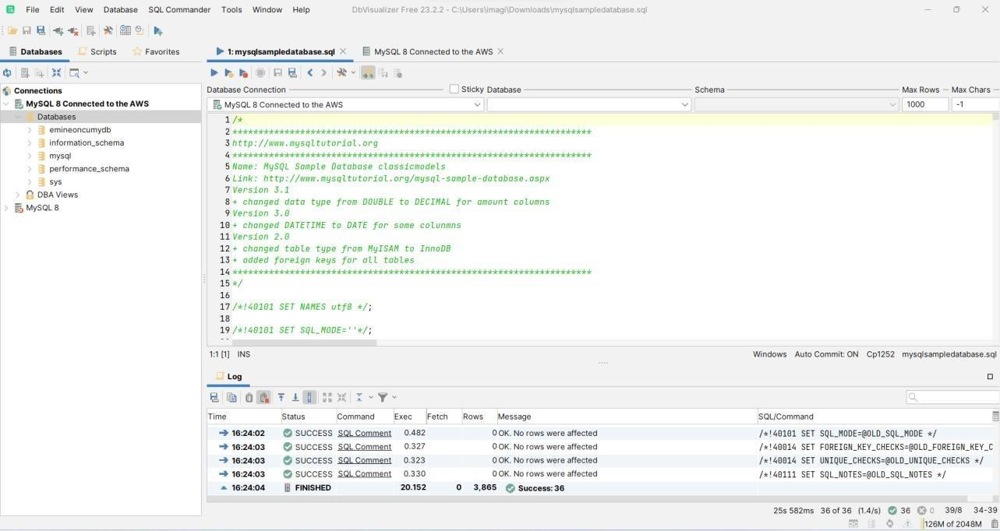 File Edit View Database SQL Commander Tools Window Help DbVisualizer Free 23.2.2 - C:\Users\imagi\Downloads\mysqlsampledatabase.sql
Databases Scripts Favorites
1: mysqlsampledatabase.sql MySQL 8 Connected to the AWS
Connections
MySQL 8 Connected to the AWS
Databases
emineoncumydb
information_schema
mysql
performance_schema
sys
DBA Views
MySQL 8
Database Connection Sticky Database Schema Max Rows Max Chars
MySQL 8 Connected to the AWS 1000 -1
1 /*
2 *********************************************************************
3 http://www.mysqltutorial.org
4 *********************************************************************
5 Name: MySQL Sample Database classicmodels
6 Link: http://www.mysqltutorial.org/mysql-sample-database.aspx
7 Version 3.1
8 + changed data type from DOUBLE to DECIMAL for amount columns
9 Version 3.0
10 + changed DATETIME to DATE for some colunmns
11 Version 2.0
12 + changed table type from MyISAM to InnoDB
13 + added foreign keys for all tables
14 *********************************************************************
15 */
16
17 /*!40101 SET NAMES utf8 */;
18
19 /*!40101 SET SQL_MODE=''*/;
1:1 [1] INS Windows Auto Commit: ON Cp1252 mysqlsampledatabase.sql
Log
Time Status Command Exec Fetch Rows Message SQL/Command
16:24:02 SUCCESS SQL Comment 0.482 0 OK. No rows were affected /*!40101 SET SQL_MODE=@OLD_SQL_MODE */
16:24:03 SUCCESS SQL Comment 0.327 0 OK. No rows were affected /*!40014 SET FOREIGN_KEY_CHECKS=@OLD_FOREIGN_KEY_C
16:24:03 SUCCESS SQL Comment 0.323 0 OK. No rows were affected /*!40014 SET UNIQUE_CHECKS=@OLD_UNIQUE_CHECKS */
16:24:03 SUCCESS SQL Comment 0.330 0 OK. No rows were affected /*!40111 SET SQL_NOTES=@OLD_SQL_NOTES */
16:24:04 FINISHED 20.152 0 3,865 Success: 36
25s 582ms 36 of 36 (1.4/s) 36 0 39/8 34-39
126M of 2048M